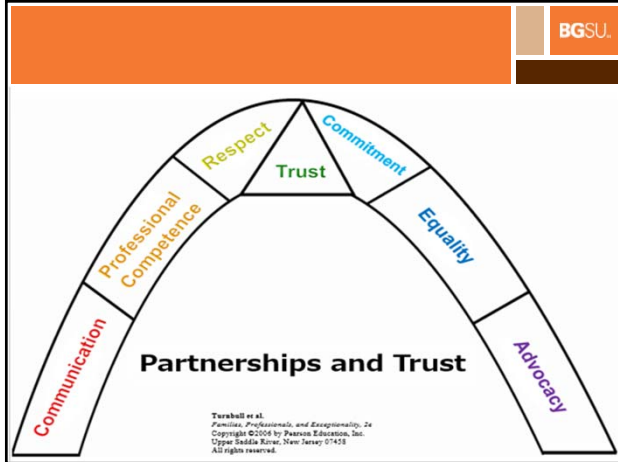 BGSU
Respect
Commitment
Trust
Professional
Competence
Equality
Communication
Advocacy
Partnerships and Trust
Turnbull et al.
Families, Professionals, and Exceptionality, 5e
Copyright ©2006 by Pearson Education, Inc.
Upper Saddle River, New Jersey 07458
All rights reserved.